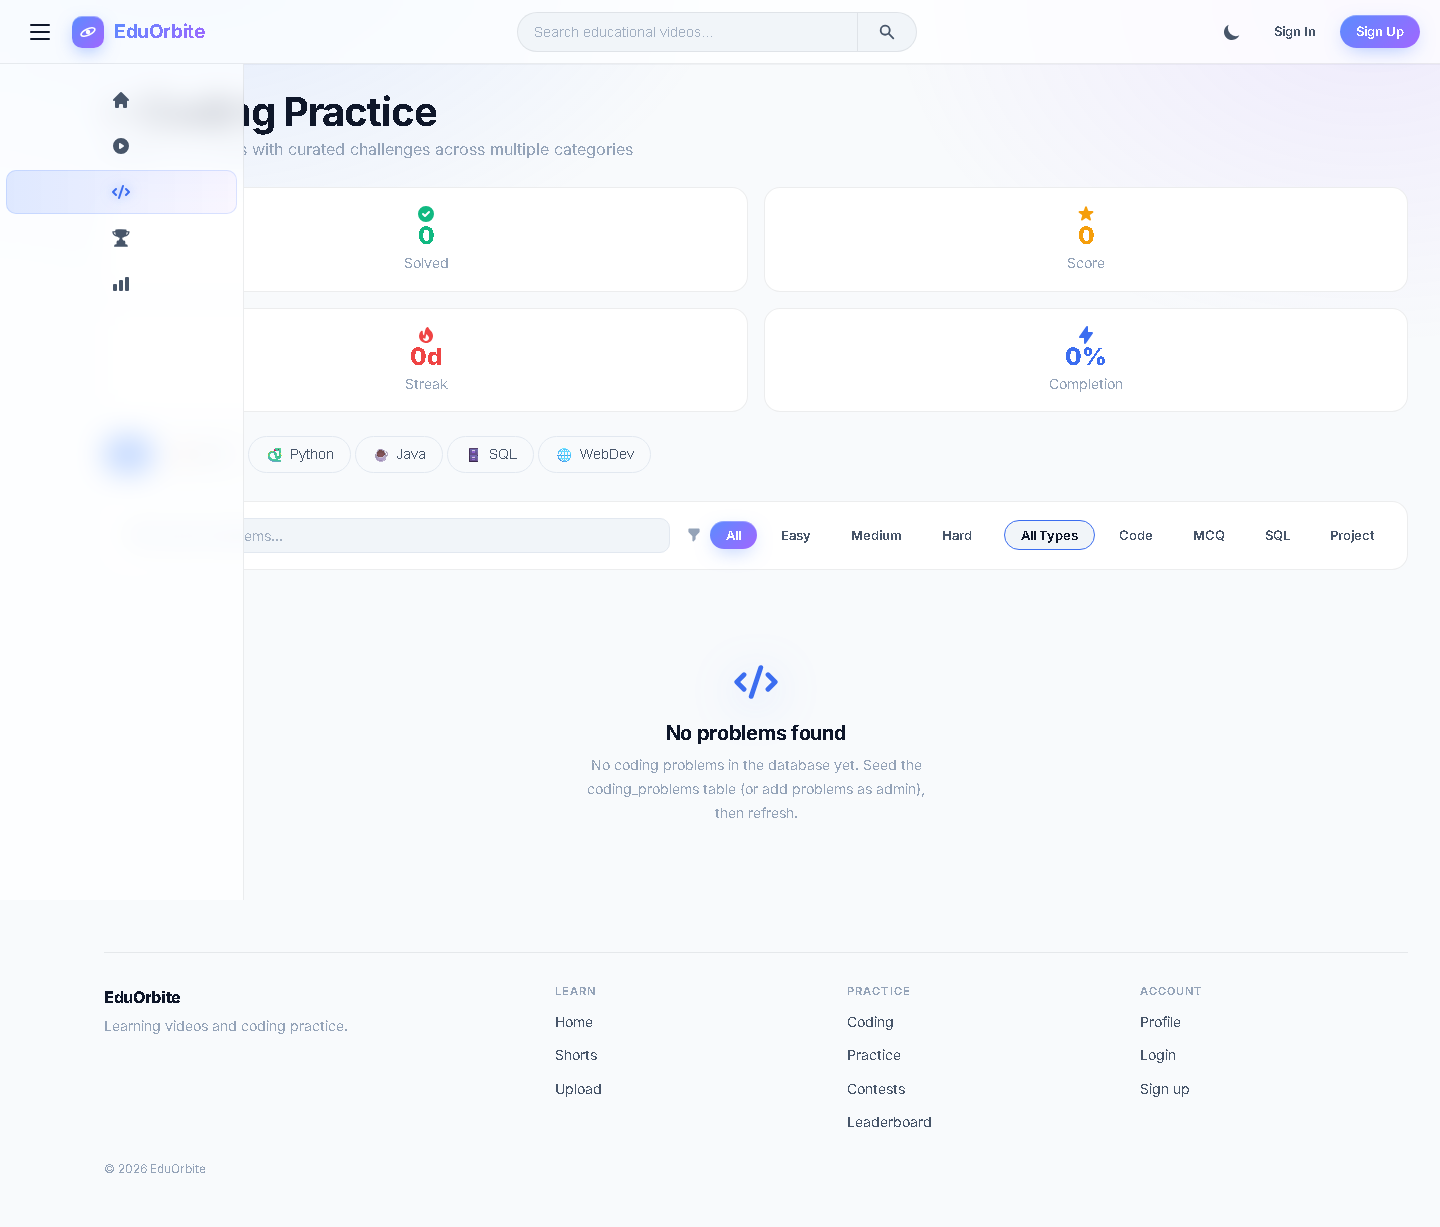 EduOrbite
Search educational videos...
Sign In
Sign Up
ng Practice
s with curated challenges across multiple categories
0
Solved
0
Score
0d
Streak
0%
Completion
Python
Java
SQL
WebDev
ems...
All
Easy
Medium
Hard
All Types
Code
MCQ
SQL
Project
No problems found
No coding problems in the database yet. Seed the
coding_problems table (or add problems as admin),
then refresh.
EduOrbite
Learning videos and coding practice.
LEARN
Home
Shorts
Upload
PRACTICE
Coding
Practice
Contests
Leaderboard
ACCOUNT
Profile
Login
Sign up
© 2026 EduOrbite